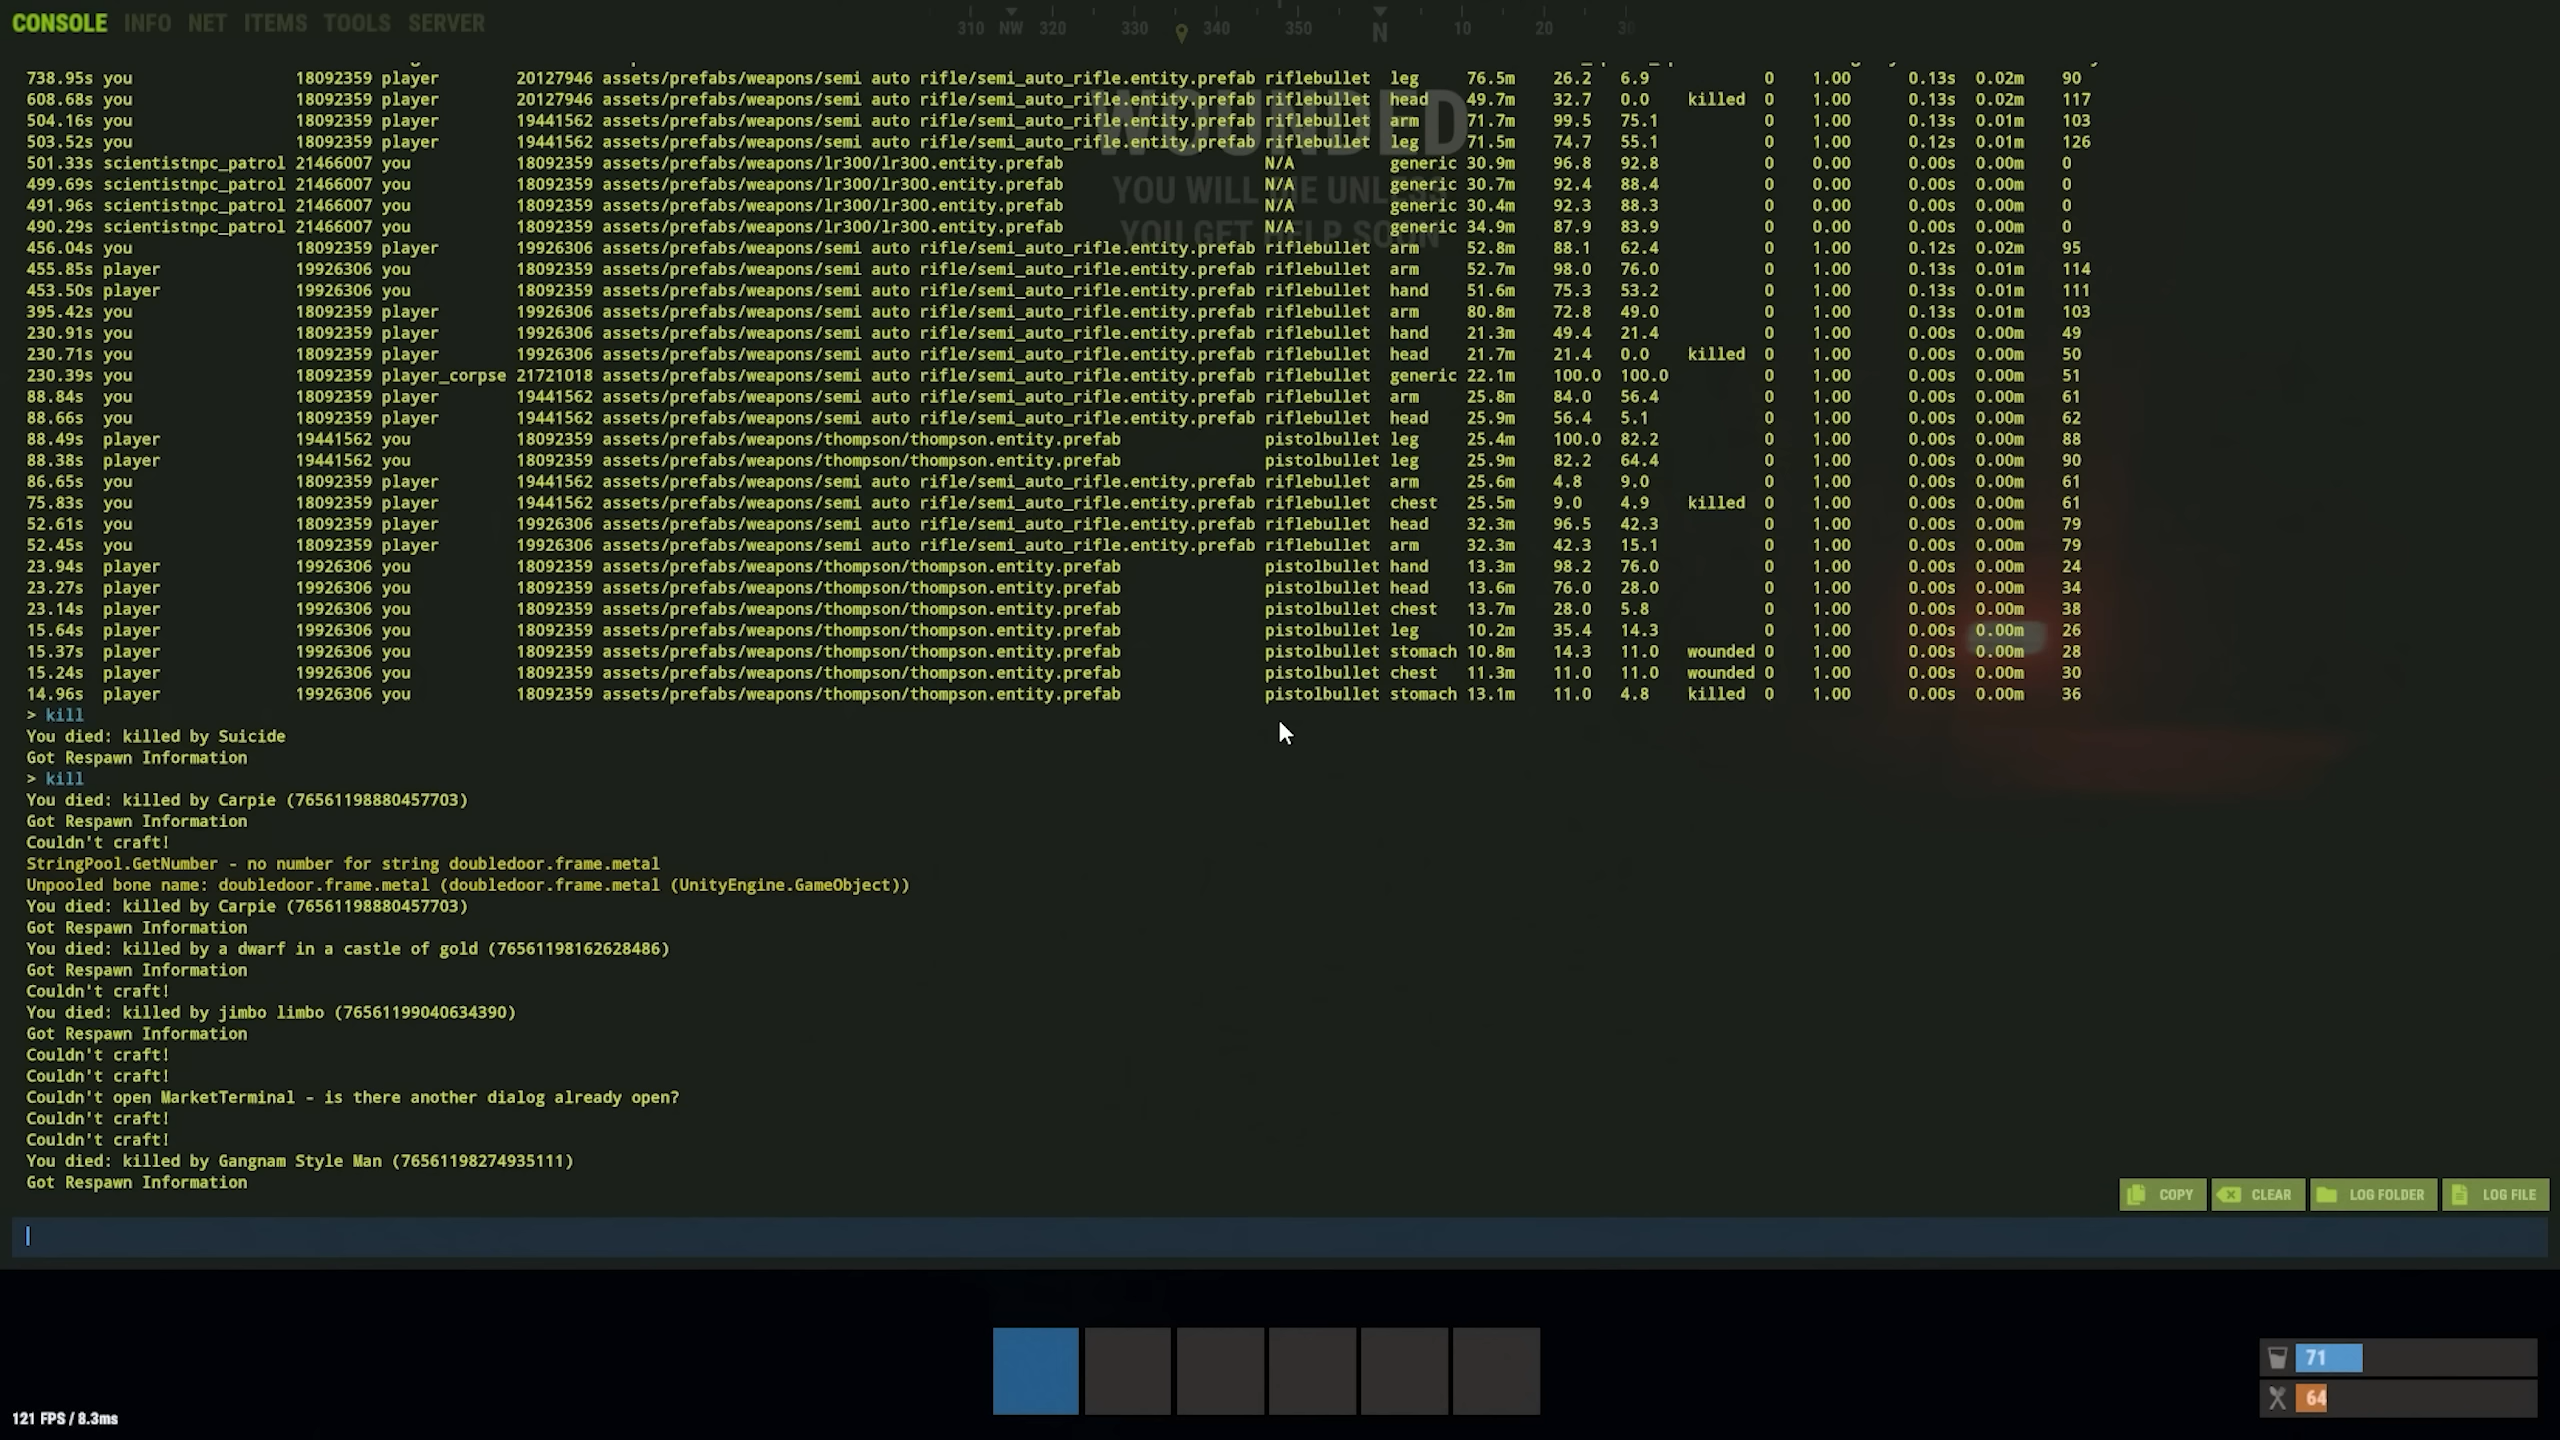 CONSOLE INFO NET ITEMS TOOLS SERVER
310 NW 320 330 340 350 N 10 20 30
WOUNDED
YOU WILL DIE UNLESS
YOU GET HELP SOON
738.95s you 18092359 player 20127946 assets/prefabs/weapons/semi auto rifle/semi_auto_rifle.entity.prefab riflebullet leg 76.5m 26.2 6.9 0 1.00 0.13s 0.02m 90
608.68s you 18092359 player 20127946 assets/prefabs/weapons/semi auto rifle/semi_auto_rifle.entity.prefab riflebullet head 49.7m 32.7 0.0 killed 0 1.00 0.13s 0.02m 117
504.16s you 18092359 player 19441562 assets/prefabs/weapons/semi auto rifle/semi_auto_rifle.entity.prefab riflebullet arm 71.7m 99.5 75.1 0 1.00 0.13s 0.01m 103
503.52s you 18092359 player 19441562 assets/prefabs/weapons/semi auto rifle/semi_auto_rifle.entity.prefab riflebullet leg 71.5m 74.7 55.1 0 1.00 0.12s 0.01m 126
501.33s scientistnpc_patrol 21466007 you 18092359 assets/prefabs/weapons/lr300/lr300.entity.prefab N/A generic 30.9m 96.8 92.8 0 1.00 0.00s 0.00m 0
499.69s scientistnpc_patrol 21466007 you 18092359 assets/prefabs/weapons/lr300/lr300.entity.prefab N/A generic 30.7m 92.4 88.4 0 1.00 0.00s 0.00m 0
491.96s scientistnpc_patrol 21466007 you 18092359 assets/prefabs/weapons/lr300/lr300.entity.prefab N/A generic 30.4m 92.3 88.3 0 1.00 0.00s 0.00m 0
490.29s scientistnpc_patrol 21466007 you 18092359 assets/prefabs/weapons/lr300/lr300.entity.prefab N/A generic 34.9m 87.9 83.9 0 1.00 0.00s 0.00m 0
456.04s you 18092359 player 19926306 assets/prefabs/weapons/semi auto rifle/semi_auto_rifle.entity.prefab riflebullet arm 52.8m 88.1 62.4 0 1.00 0.12s 0.02m 95
455.85s player 19926306 you 18092359 assets/prefabs/weapons/semi auto rifle/semi_auto_rifle.entity.prefab riflebullet arm 52.7m 98.0 76.0 0 1.00 0.13s 0.01m 114
453.50s player 19926306 you 18092359 assets/prefabs/weapons/semi auto rifle/semi_auto_rifle.entity.prefab riflebullet hand 51.6m 75.3 53.2 0 1.00 0.13s 0.01m 111
395.42s you 18092359 player 19926306 assets/prefabs/weapons/semi auto rifle/semi_auto_rifle.entity.prefab riflebullet arm 80.8m 72.8 49.0 0 1.00 0.13s 0.01m 103
230.91s you 18092359 player 19926306 assets/prefabs/weapons/semi auto rifle/semi_auto_rifle.entity.prefab riflebullet hand 21.3m 49.4 21.4 0 1.00 0.00s 0.00m 49
230.71s you 18092359 player 19926306 assets/prefabs/weapons/semi auto rifle/semi_auto_rifle.entity.prefab riflebullet head 21.7m 21.4 0.0 killed 0 1.00 0.00s 0.00m 50
230.39s you 18092359 player_corpse 21721018 assets/prefabs/weapons/semi auto rifle/semi_auto_rifle.entity.prefab riflebullet generic 22.1m 100.0 100.0 0 1.00 0.00s 0.00m 51
88.84s you 18092359 player 19441562 assets/prefabs/weapons/semi auto rifle/semi_auto_rifle.entity.prefab riflebullet arm 25.8m 84.0 56.4 0 1.00 0.00s 0.00m 61
88.66s you 18092359 player 19441562 assets/prefabs/weapons/semi auto rifle/semi_auto_rifle.entity.prefab riflebullet head 25.9m 56.4 5.1 0 1.00 0.00s 0.00m 62
88.49s player 19441562 you 18092359 assets/prefabs/weapons/thompson/thompson.entity.prefab pistolbullet leg 25.4m 100.0 82.2 0 1.00 0.00s 0.00m 88
88.38s player 19441562 you 18092359 assets/prefabs/weapons/thompson/thompson.entity.prefab pistolbullet leg 25.9m 82.2 64.4 0 1.00 0.00s 0.00m 90
86.65s you 18092359 player 19441562 assets/prefabs/weapons/semi auto rifle/semi_auto_rifle.entity.prefab riflebullet arm 25.6m 4.8 9.0 0 1.00 0.00s 0.00m 61
75.83s you 18092359 player 19441562 assets/prefabs/weapons/semi auto rifle/semi_auto_rifle.entity.prefab riflebullet chest 25.5m 9.0 4.9 killed 0 1.00 0.00s 0.00m 61
52.61s you 18092359 player 19926306 assets/prefabs/weapons/semi auto rifle/semi_auto_rifle.entity.prefab riflebullet head 32.3m 96.5 42.3 0 1.00 0.00s 0.00m 79
52.45s you 18092359 player 19926306 assets/prefabs/weapons/semi auto rifle/semi_auto_rifle.entity.prefab riflebullet arm 32.3m 42.3 15.1 0 1.00 0.00s 0.00m 79
23.94s player 19926306 you 18092359 assets/prefabs/weapons/thompson/thompson.entity.prefab pistolbullet hand 13.3m 98.2 76.0 0 1.00 0.00s 0.00m 24
23.27s player 19926306 you 18092359 assets/prefabs/weapons/thompson/thompson.entity.prefab pistolbullet head 13.6m 76.0 28.0 0 1.00 0.00s 0.00m 34
23.14s player 19926306 you 18092359 assets/prefabs/weapons/thompson/thompson.entity.prefab pistolbullet chest 13.7m 28.0 5.8 0 1.00 0.00s 0.00m 38
15.64s player 19926306 you 18092359 assets/prefabs/weapons/thompson/thompson.entity.prefab pistolbullet leg 10.2m 35.4 14.3 0 1.00 0.00s 0.00m 26
15.37s player 19926306 you 18092359 assets/prefabs/weapons/thompson/thompson.entity.prefab pistolbullet stomach 10.8m 14.3 11.0 wounded 0 1.00 0.00s 0.00m 28
15.24s player 19926306 you 18092359 assets/prefabs/weapons/thompson/thompson.entity.prefab pistolbullet chest 11.3m 11.0 11.0 wounded 0 1.00 0.00s 0.00m 30
14.96s player 19926306 you 18092359 assets/prefabs/weapons/thompson/thompson.entity.prefab pistolbullet stomach 13.1m 11.0 4.8 killed 0 1.00 0.00s 0.00m 36
> kill
You died: killed by Suicide
Got Respawn Information
> kill
You died: killed by Carpie (76561198880457703)
Got Respawn Information
Couldn't craft!
StringPool.GetNumber - no number for string doubledoor.frame.metal
Unpooled bone name: doubledoor.frame.metal (doubledoor.frame.metal (UnityEngine.GameObject))
You died: killed by Carpie (76561198880457703)
Got Respawn Information
You died: killed by a dwarf in a castle of gold (76561198162628486)
Got Respawn Information
Couldn't craft!
You died: killed by jimbo limbo (76561199040634390)
Got Respawn Information
Couldn't craft!
Couldn't craft!
Couldn't open MarketTerminal - is there another dialog already open?
Couldn't craft!
Couldn't craft!
You died: killed by Gangnam Style Man (76561198274935111)
Got Respawn Information
COPY CLEAR LOG FOLDER LOG FILE
71
64
121 FPS / 8.3ms